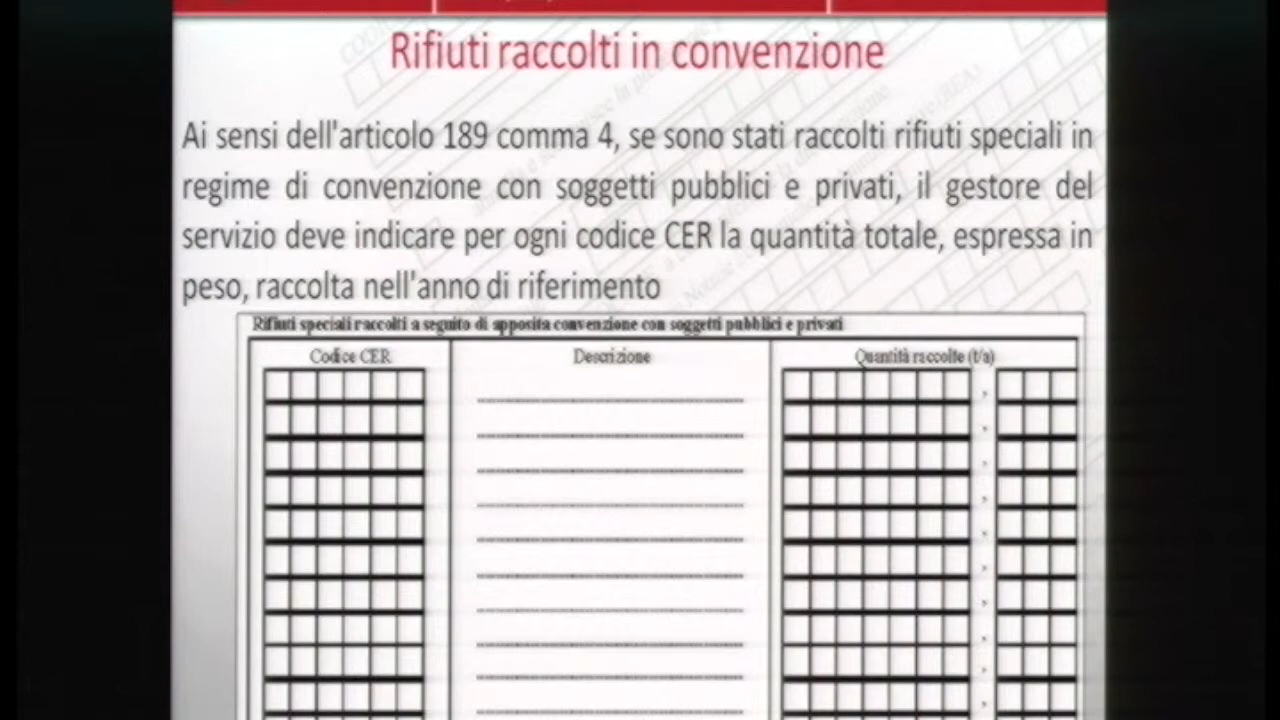 Rifiuti raccolti in convenzione
Ai sensi dell'articolo 189 comma 4, se sono stati raccolti rifiuti speciali in
regime di convenzione con soggetti pubblici e privati, il gestore del
servizio deve indicare per ogni codice CER la quantità totale, espressa in
peso, raccolta nell'anno di riferimento
Rifiuti speciali raccolti a seguito di apposita convenzione con soggetti pubblici e privati
Codice CER Descrizione Quantità raccolte (t/a)